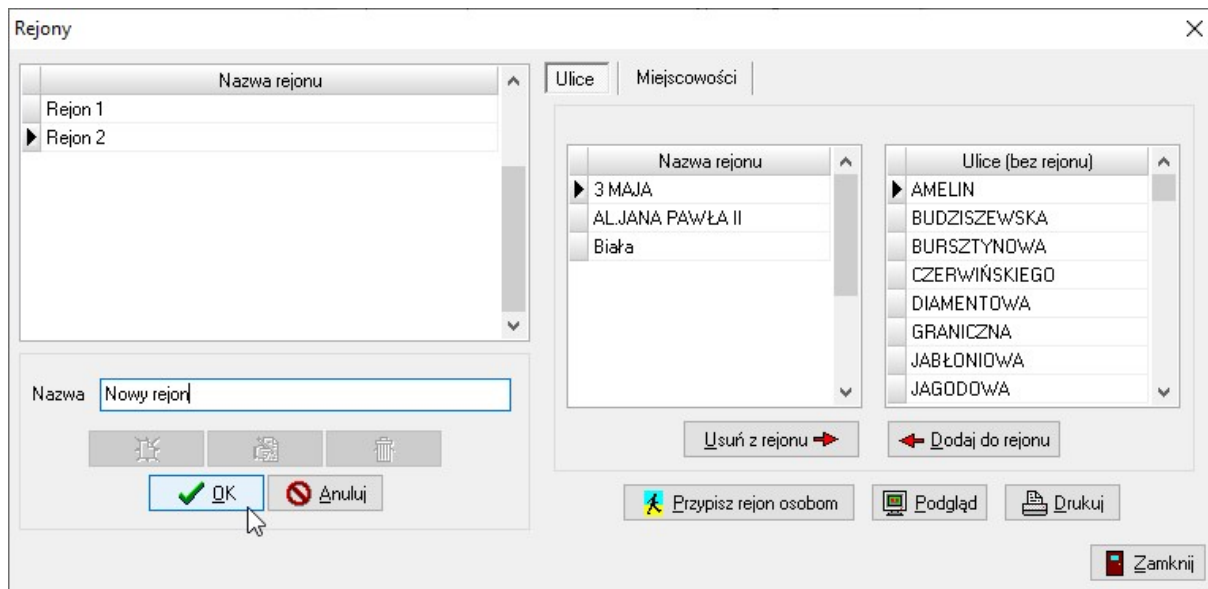 Rejony
Nazwa rejonu
Rejon 1
Rejon 2
Nazwa Nowy rejon
OK Anuluj
Ulice Miejscowości
Nazwa rejonu
3 MAJA
AL.JANA PAWŁA II
Biała
Ulice (bez rejonu)
AMELIN
BUDZISZEWSKA
BURSZTYNOWA
CZERWIŃSKIEGO
DIAMENTOWA
GRANICZNA
JABŁONIOWA
JAGODOWA
Usuń z rejonu Dodaj do rejonu
Przypisz rejon osobom Podgląd Drukuj
Zamknij